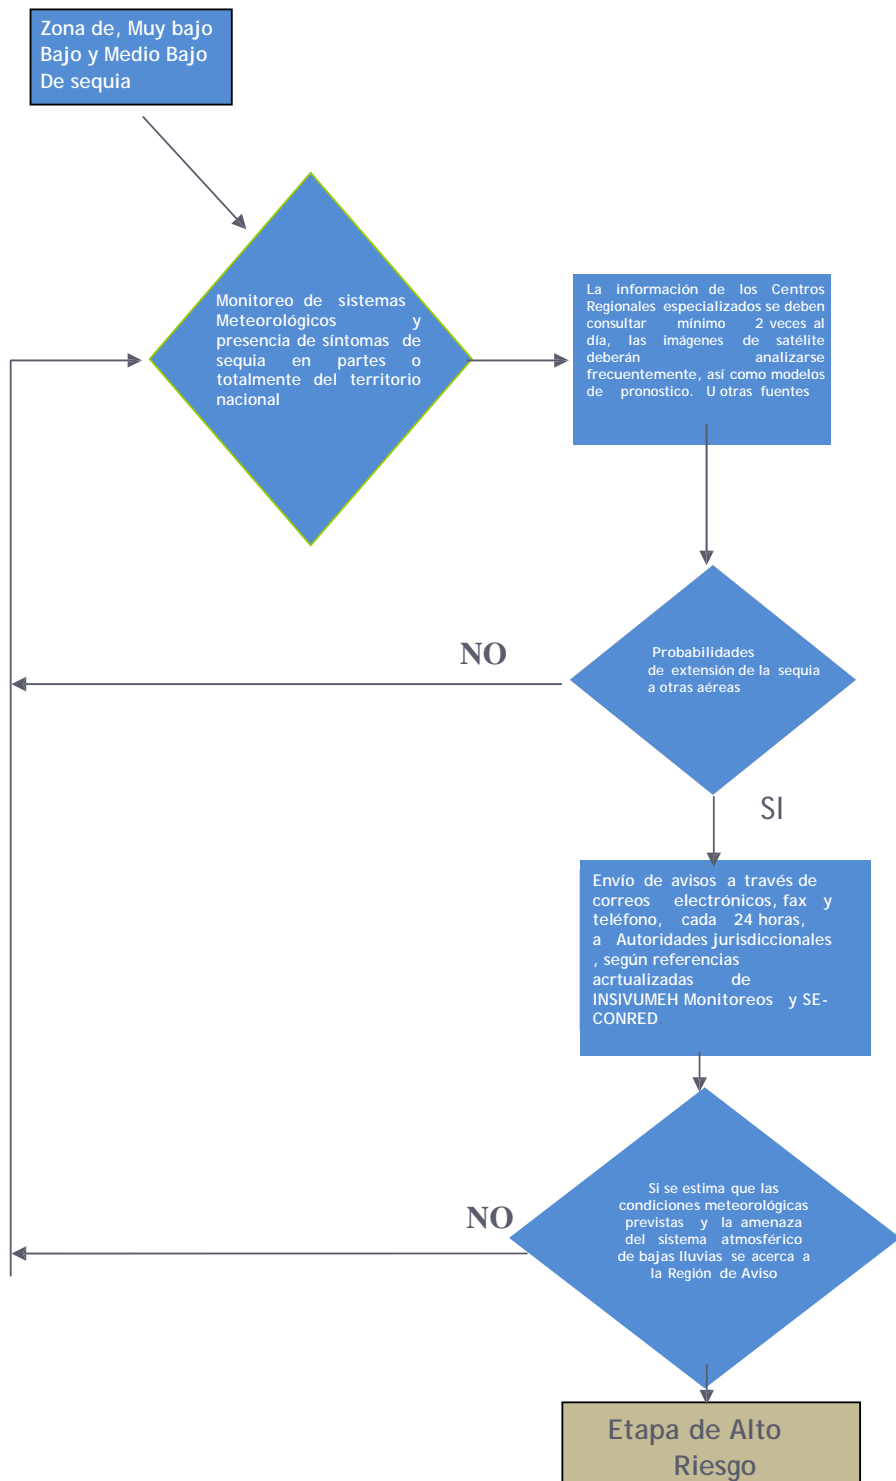 Zona de, Muy bajo
Bajo y Medio Bajo
De sequia
Monitoreo de sistemas
Meteorológicos y
presencia de síntomas de
sequia en partes o
totalmente del territorio
nacional
La información de los Centros
Regionales especializados se deben
consultar mínimo 2 veces al
día, las imágenes de satélite
deberán analizarse
frecuentemente, así como modelos
de pronostico. U otras fuentes
Probabilidades
de extensión de la sequia
a otras aéreas
NO
SI
Envío de avisos a través de
correos electrónicos, fax y
teléfono, cada 24 horas,
a Autoridades jurisdiccionales
, según referencias
acrtualizadas de
INSIVUMEH Monitoreos y SE-
CONRED.
Si se estima que las
condiciones meteorológicas
previstas y la amenaza
del sistema atmosférico
de bajas lluvias se acerca a
la Región de Aviso
NO
Etapa de Alto
Riesgo